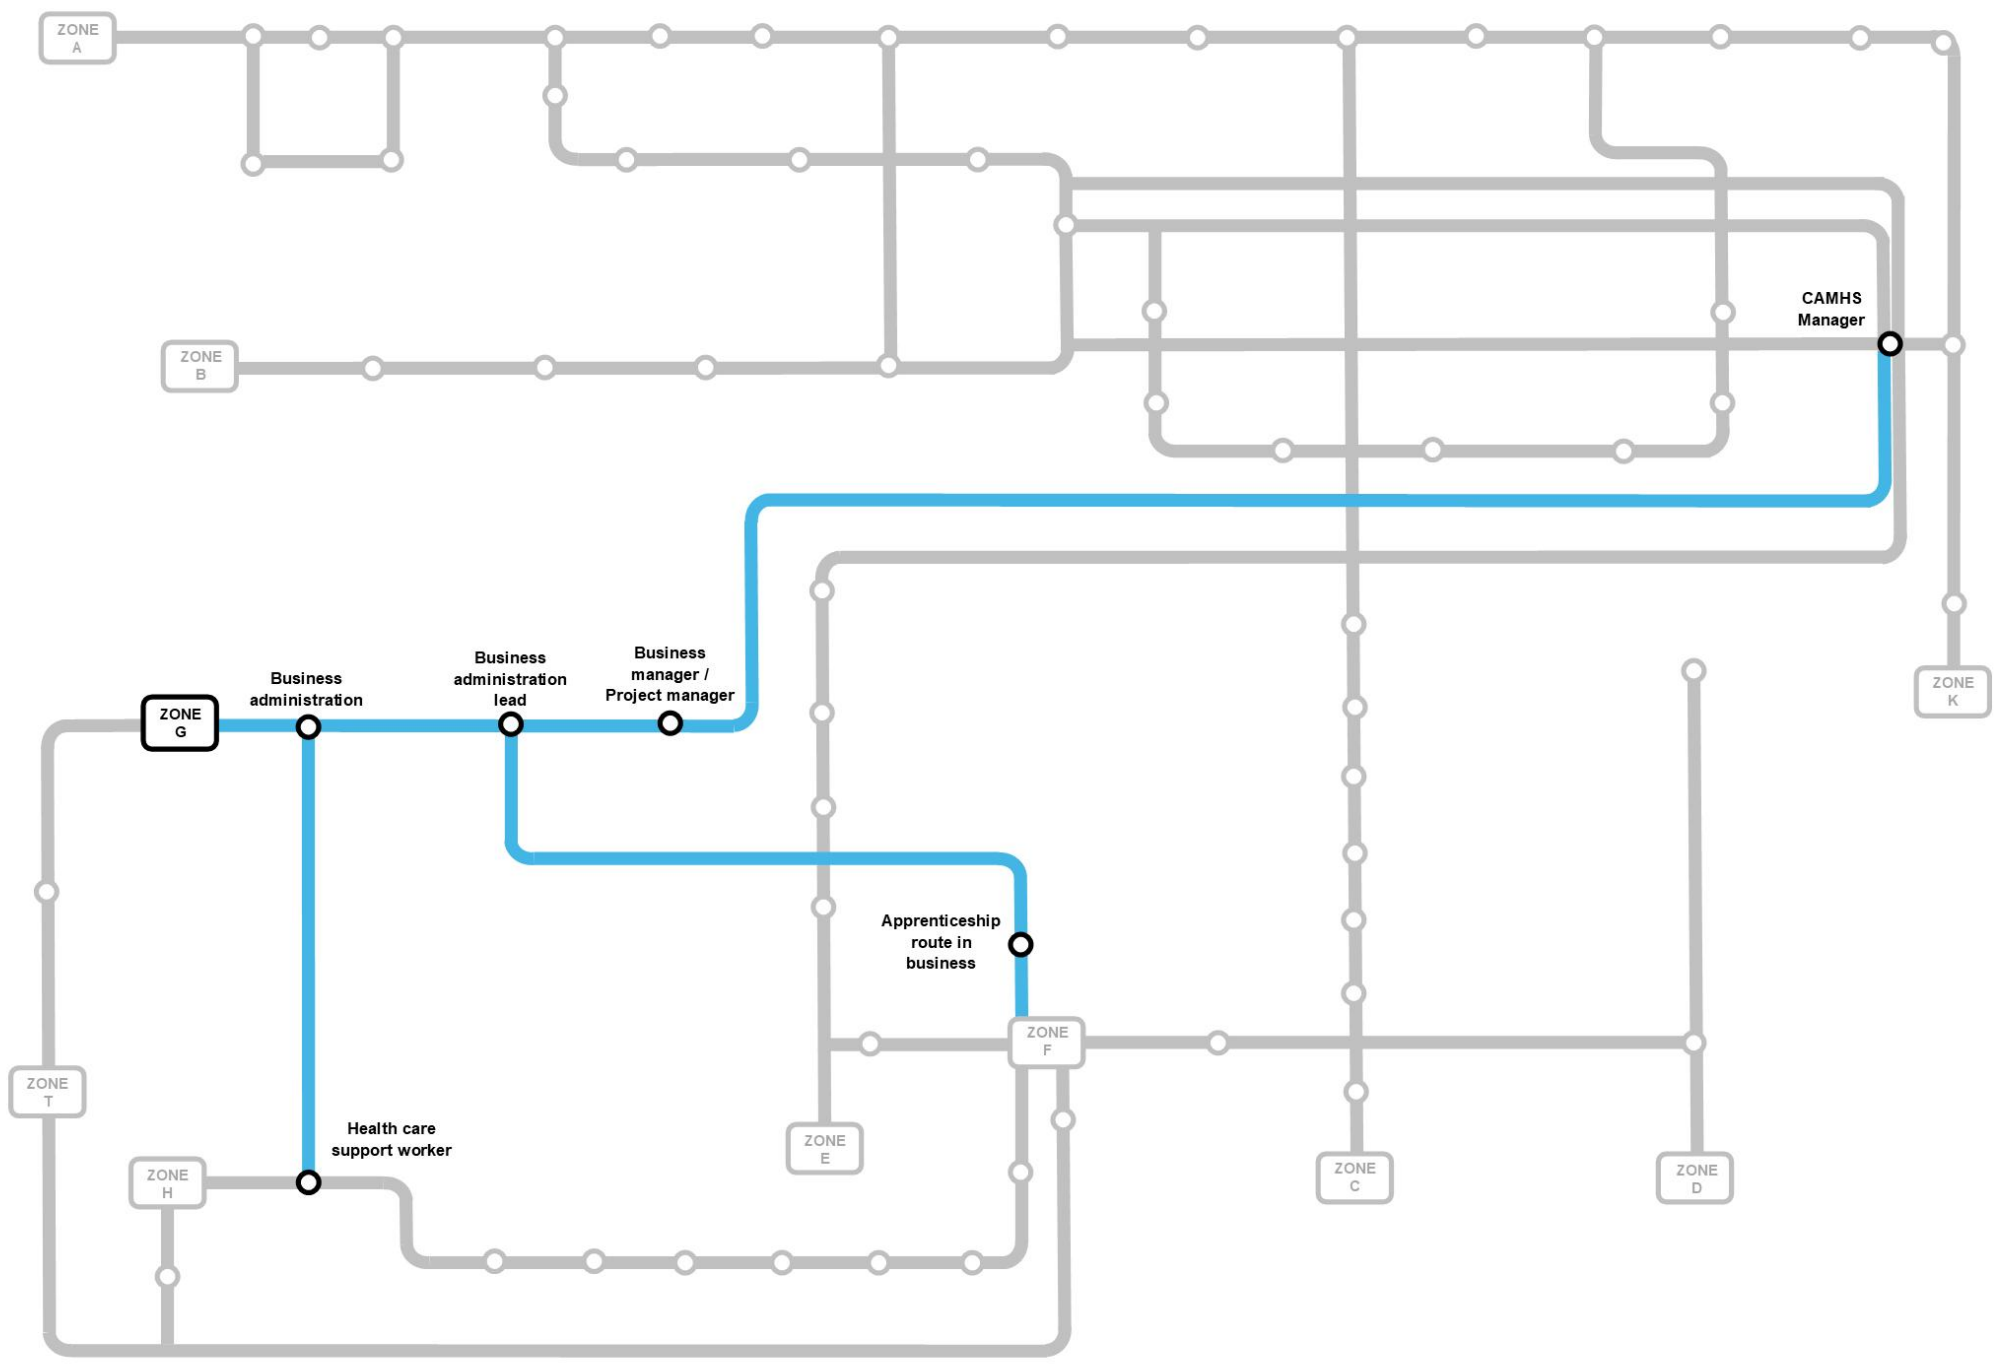 ZONE
A
CAMHS
Manager
ZONE
B
Business
administration
Business
administration
lead
Business
manager /
Project manager
ZONE
K
ZONE
G
Apprenticeship
route in
business
ZONE
F
ZONE
T
Health care
support worker
ZONE
E
ZONE
H
ZONE
C
ZONE
D